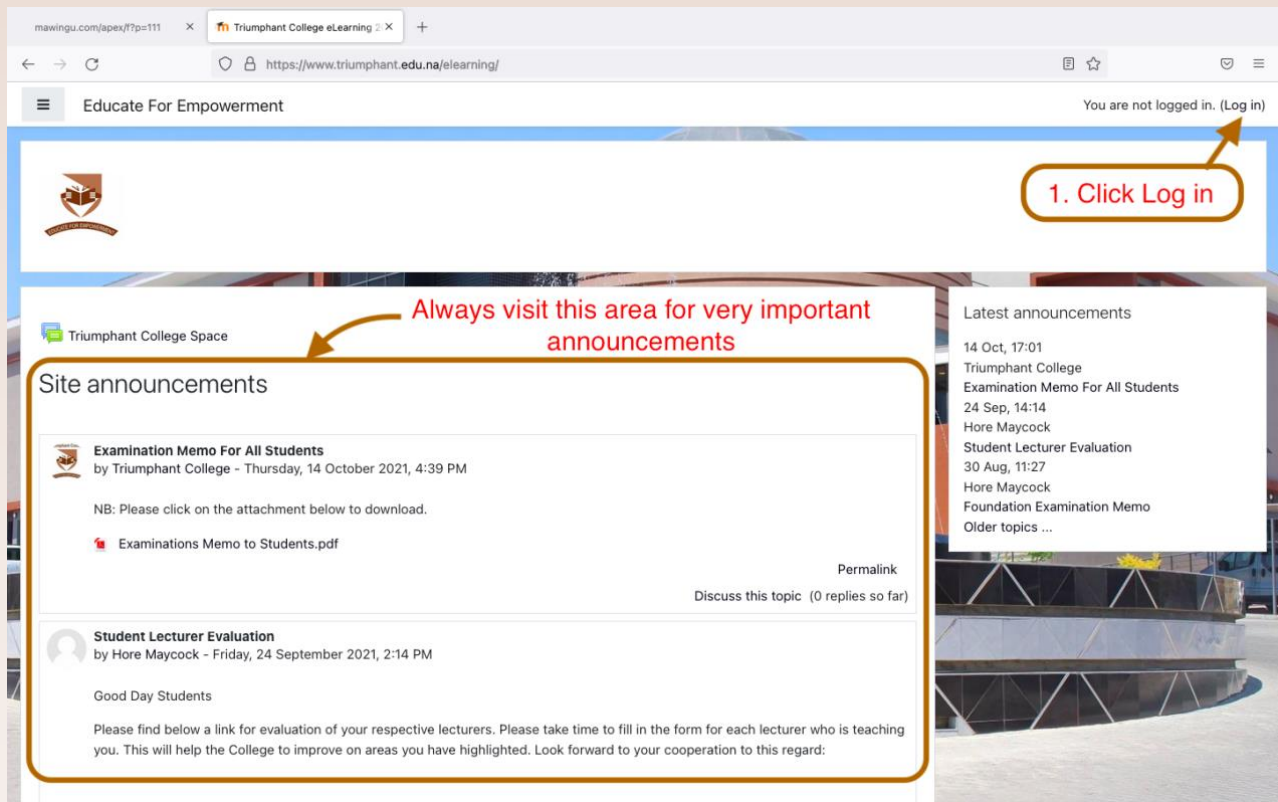 mawingu.com/apex/f?p=111
Triumphant College eLearning 2
https://www.triumphant.edu.na/elearning/
Educate For Empowerment
You are not logged in. (Log in)
1. Click Log in
EDUCATE FOR EMPOWERMENT
Always visit this area for very important
announcements
Triumphant College Space
Site announcements
Examination Memo For All Students
by Triumphant College - Thursday, 14 October 2021, 4:39 PM
NB: Please click on the attachment below to download.
Examinations Memo to Students.pdf
Permalink
Discuss this topic (0 replies so far)
Student Lecturer Evaluation
by Hore Maycock - Friday, 24 September 2021, 2:14 PM
Good Day Students
Please find below a link for evaluation of your respective lecturers. Please take time to fill in the form for each lecturer who is teaching
you. This will help the College to improve on areas you have highlighted. Look forward to your cooperation to this regard:
Latest announcements
14 Oct, 17:01
Triumphant College
Examination Memo For All Students
24 Sep, 14:14
Hore Maycock
Student Lecturer Evaluation
30 Aug, 11:27
Hore Maycock
Foundation Examination Memo
Older topics ...